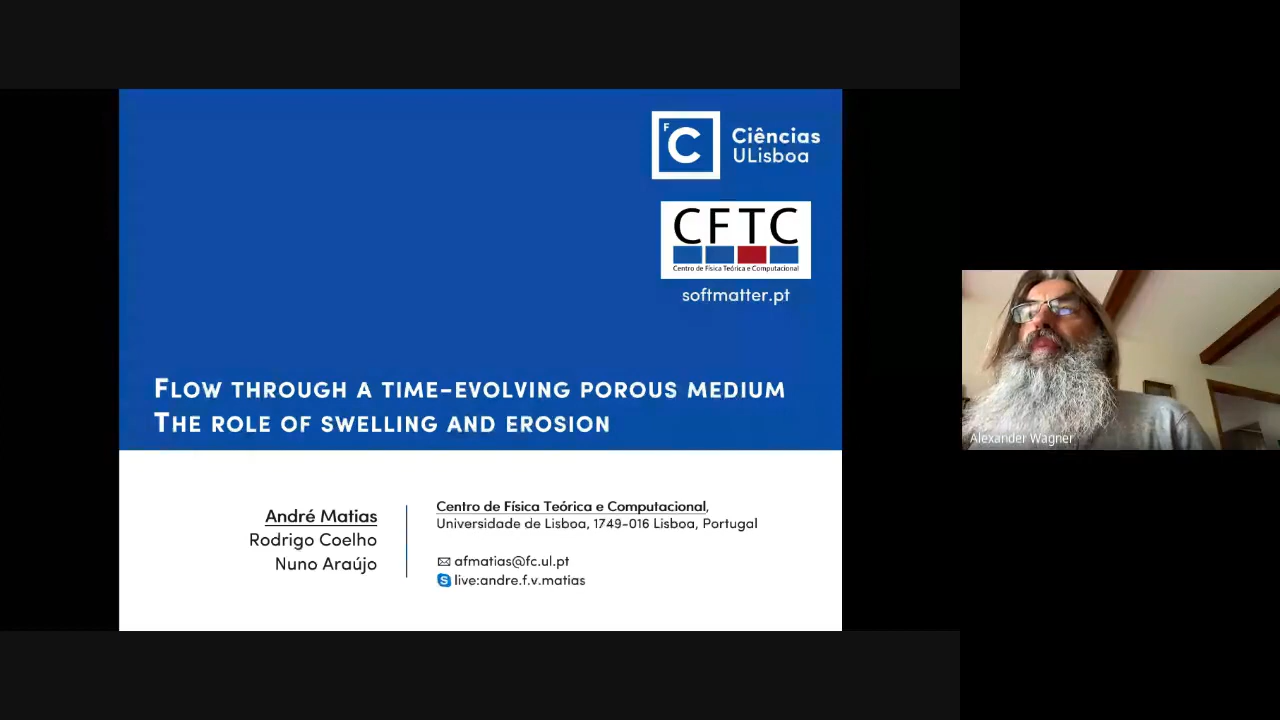 F
C
Ciências
ULisboa
CFTC
Centro de Física Teórica e Computacional
softmatter.pt
FLOW THROUGH A TIME-EVOLVING POROUS MEDIUM
THE ROLE OF SWELLING AND EROSION
André Matias
Rodrigo Coelho
Nuno Araújo
Centro de Física Teórica e Computacional,
Universidade de Lisboa, 1749-016 Lisboa, Portugal
afmatias@fc.ul.pt
S live:andre.f.v.matias
Alexander Wagner